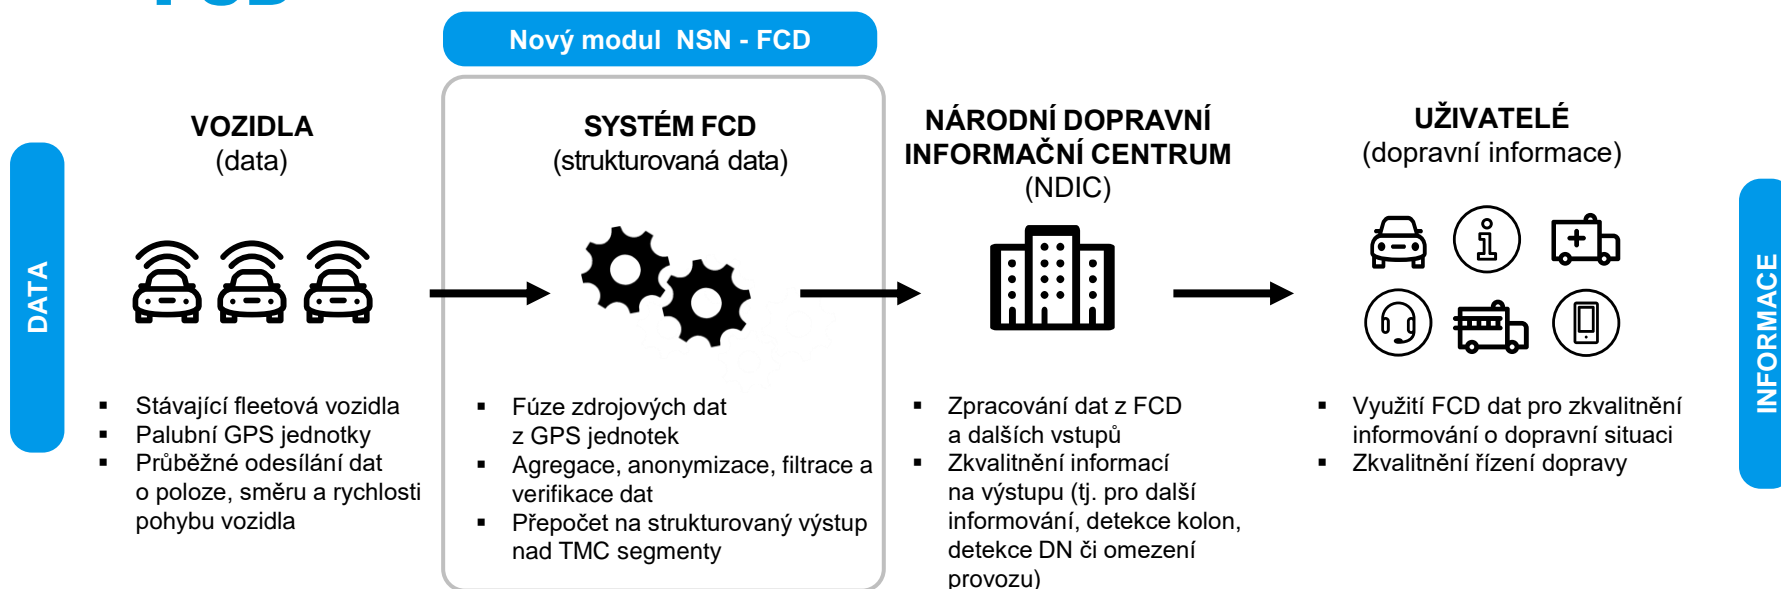 FCD
Nový modul NSN - FCD
DATA
VOZIDLA
(data)
Stávající fleetová vozidla
Palubní GPS jednotky
Průběžné odesílání dat
o poloze, směru a rychlosti
pohybu vozidla
SYSTÉM FCD
(strukturovaná data)
Fúze zdrojových dat
z GPS jednotek
Agregace, anonymizace, filtrace a
verifikace dat
Přepočet na strukturovaný výstup
nad TMC segmenty
NÁRODNÍ DOPRAVNÍ
INFORMAČNÍ CENTRUM
(NDIC)
Zpracování dat z FCD
a dalších vstupů
Zkvalitnění informací
na výstupu (tj. pro další
informování, detekce kolon,
detekce DN či omezení
provozu)
UŽIVATELÉ
(dopravní informace)
Využití FCD dat pro zkvalitnění
informování o dopravní situaci
Zkvalitnění řízení dopravy
INFORMACE